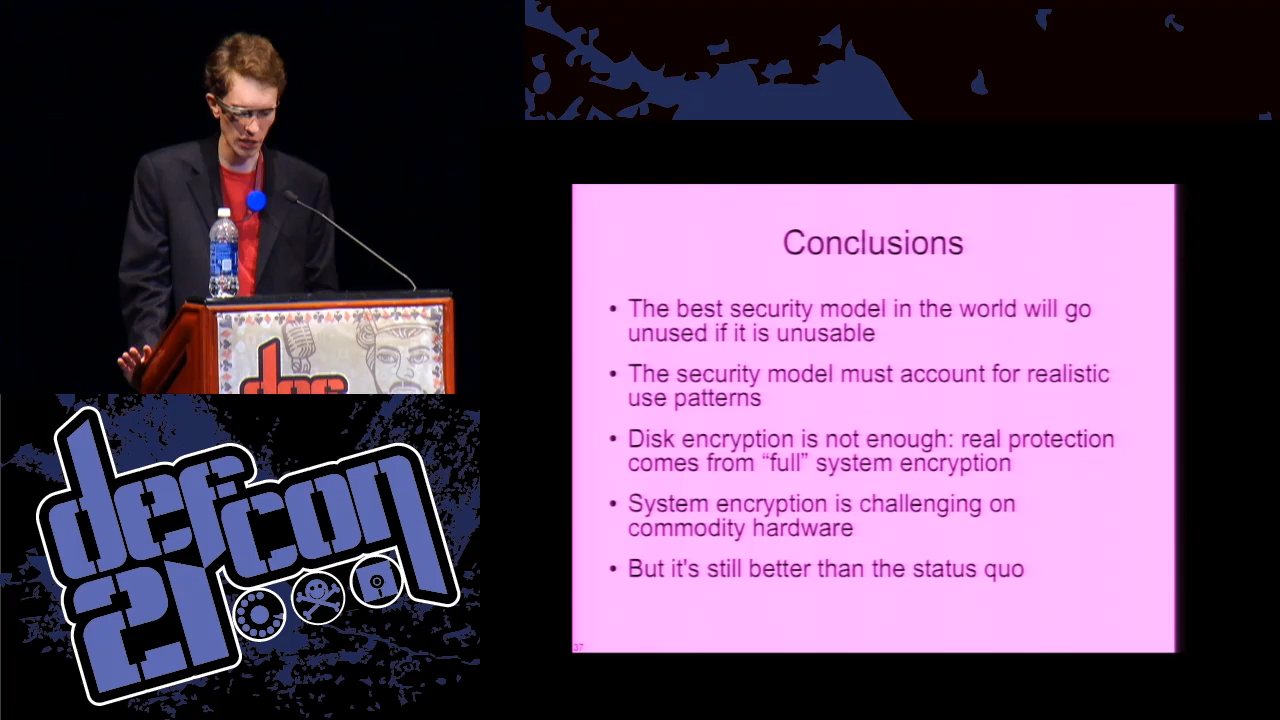 Conclusions
• The best security model in the world will go
unused if it is unusable
• The security model must account for realistic
use patterns
• Disk encryption is not enough: real protection
comes from “full” system encryption
• System encryption is challenging on
commodity hardware
• But it's still better than the status quo
37
def
defcon
21